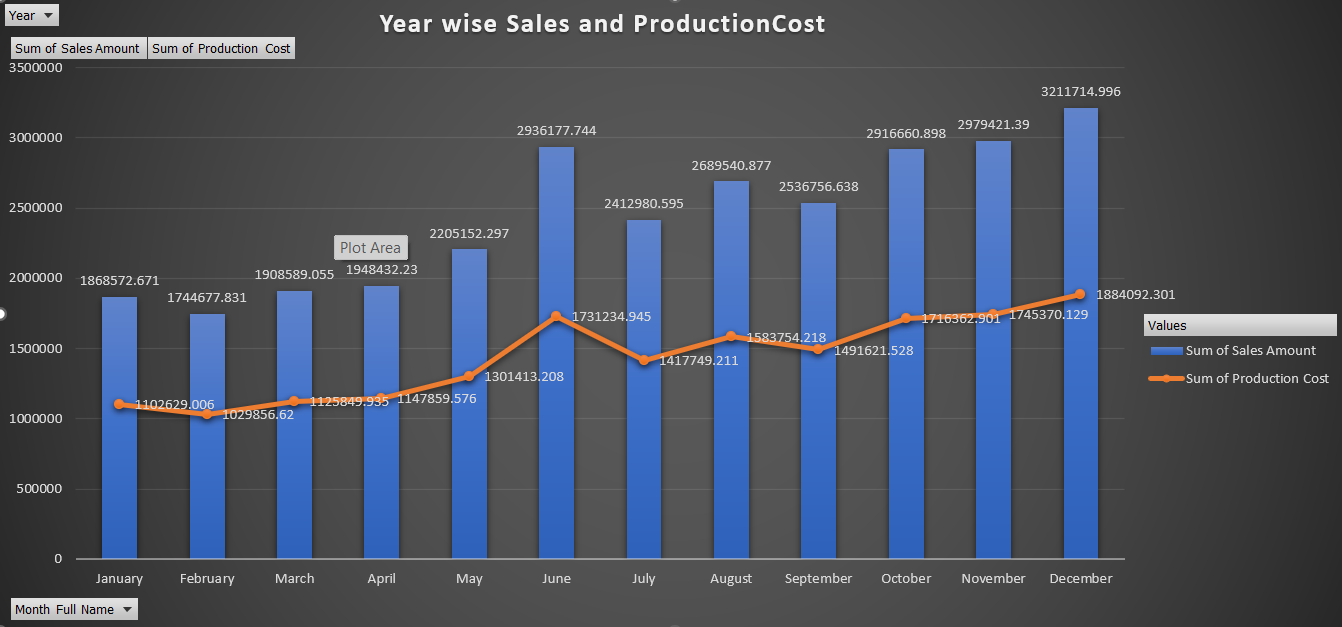 Year
Year wise Sales and ProductionCost
Sum of Sales Amount
Sum of Production Cost
3500000
3000000
2500000
2000000
1500000
1000000
500000
0
1868572.671
1744677.831
1908589.055
1948432.23
2205152.297
2936177.744
2412980.595
2689540.877
2536756.638
2916660.898
2979421.39
3211714.996
Plot Area
1102629.006
1029856.62
1125849.935
1147859.576
1301413.208
1731234.945
1417749.211
1583754.218
1491621.528
1716362.901
1745370.129
1884092.301
January
February
March
April
May
June
July
August
September
October
November
December
Values
Sum of Sales Amount
Sum of Production Cost
Month Full Name